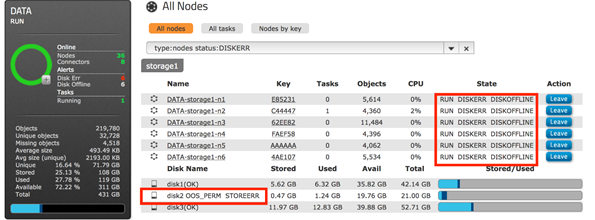 DATA
RUN
Online
Nodes 36
Connectors 8
Alerts
Disk Err 6
Disk Offline 6
Tasks
Running 1
Objects 219,780
Unique 32,728
Missing 4,518
Average size 493.49 KB
Avg size (unique) 2193.00 KB
Unique 16.64 % 71.79 GB
Stored 25.13 % 108 GB
Used 27.78 % 119 GB
Available 72.22 % 311 GB
Total 431 GB
All Nodes
All nodes All tasks Nodes by key
type:nodes status:DISKERR
storage1
Name Key Tasks Objects CPU State Action
DATA-storage1-n1 E85231 0 5,614 0% RUN DISKERR DISKOFFLINE Leave
DATA-storage1-n2 C44447 1 4,360 2% RUN DISKERR DISKOFFLINE Leave
DATA-storage1-n3 62EE82 0 11,484 0% RUN DISKERR DISKOFFLINE Leave
DATA-storage1-n4 FAEF58 0 4,396 0% RUN DISKERR DISKOFFLINE Leave
DATA-storage1-n5 AAAAAA 0 4,062 0% RUN DISKERR DISKOFFLINE Leave
DATA-storage1-n6 4AE107 0 5,534 0% RUN DISKERR DISKOFFLINE Leave
Disk Name Stored Used Avail Total Stored/Used
disk1(OK) 5.62 GB 6.32 GB 35.82 GB 42.14 GB
disk2 OOS_PERM STOREERR 0.47 GB 1.24 GB 19.76 GB 21.00 GB
disk3(OK) 11.97 GB 12.83 GB 39.88 GB 52.71 GB